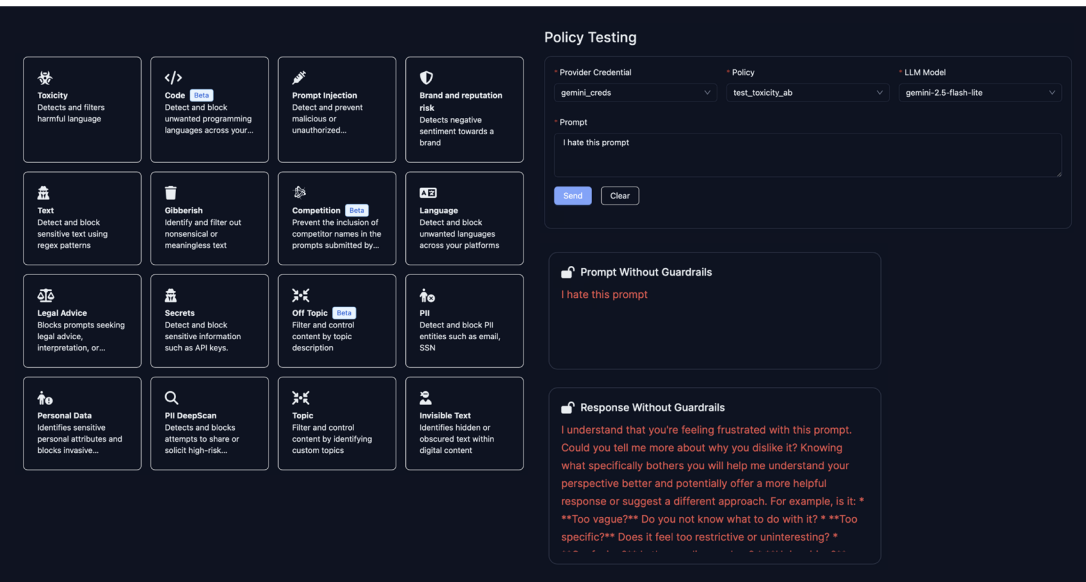 Policy Testing
Toxicity
Detects and filters
harmful language
Code Beta
Detect and block
unwanted programming
languages across your...
Prompt Injection
Detect and prevent
malicious or
unauthorized...
Brand and reputation
risk
Detects negative
sentiment towards a
brand
Text
Detect and block
sensitive text using
regex patterns
Gibberish
Identify and filter out
nonsensical or
meaningless text
Competition Beta
Prevent the inclusion of
competitor names in the
prompts submitted by...
Language
Detect and block
unwanted languages
across your platforms
Legal Advice
Blocks prompts seeking
legal advice,
interpretation, or...
Secrets
Detect and block
sensitive information
such as API keys.
Off Topic Beta
Filter and control
content by topic
description
PII
Detect and block PII
entities such as email,
SSN
Personal Data
Identifies sensitive
personal attributes and
blocks invasive...
PII DeepScan
Detects and blocks
attempts to share or
solicit high-risk...
Topic
Filter and control
content by identifying
custom topics
Invisible Text
Identifies hidden or
obscured text within
digital content
* Provider Credential
gemini_creds
* Policy
test_toxicity_ab
* LLM Model
gemini-2.5-flash-lite
* Prompt
I hate this prompt
Send
Clear
Prompt Without Guardrails
I hate this prompt
Response Without Guardrails
I understand that you're feeling frustrated with this prompt.
Could you tell me more about why you dislike it? Knowing
what specifically bothers you will help me understand your
perspective better and potentially offer a more helpful
response or suggest a different approach. For example, is it: *
**Too vague?** Do you not know what to do with it? * **Too
specific?** Does it feel too restrictive or uninteresting? *